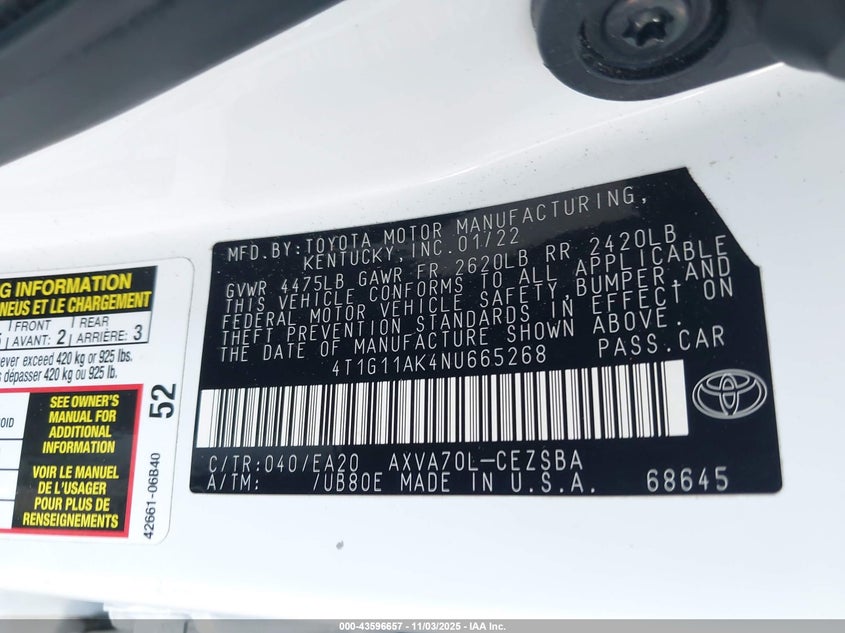 MFD.BY:TOYOTA MOTOR MANUFACTURING,
KENTUCKY, INC.01/22
GVWR 4475LB GAWR FR 2620LB RR 2420LB
THIS VEHICLE CONFORMS TO ALL APPLICABLE
FEDERAL MOTOR VEHICLE SAFETY,BUMPER,AND
THEFT PREVENTION STANDARDS IN EFFECT ON
THE DATE OF MANUFACTURE SHOWN ABOVE.
4T1G11AK4NU665268 PASS.CAR
C/TR:040/EA20 AXVA70L-CEZSBA
A/TM: /UB80E MADE IN U.S.A. 68645
G INFORMATION
NEUS ET LE CHARGEMENT
FRONT 2 REAR 3
AVANT: ARRIÈRE:
never exceed 420 kg or 925 lbs.
dépasser 420 kg ou 925 lb.
SEE OWNER'S
MANUAL FOR
ADDITIONAL
INFORMATION
VOIR LE MANUEL
DE L'USAGER
POUR PLUS DE
RENSEIGNEMENTS
52
42661-06B40
000-43596657 - 11/03/2025 - IAA Inc.